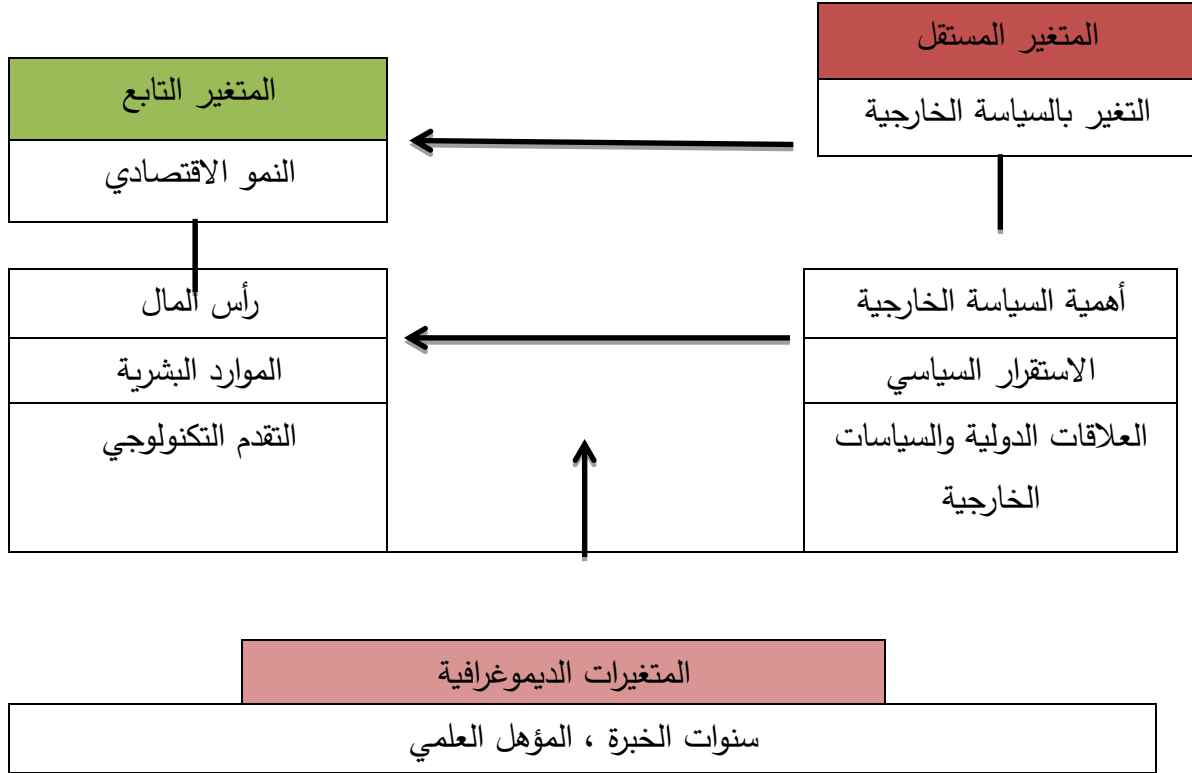 المتغير المستقل
التغير بالسياسة الخارجية
المتغير التابع
النمو الاقتصادي
أهمية السياسة الخارجية
الاستقرار السياسي
العلاقات الدولية والسياسات
الخارجية
رأس المال
الموارد البشرية
التقدم التكنولوجي
المتغيرات الديموغرافية
سنوات الخبرة ، المؤهل العلمي